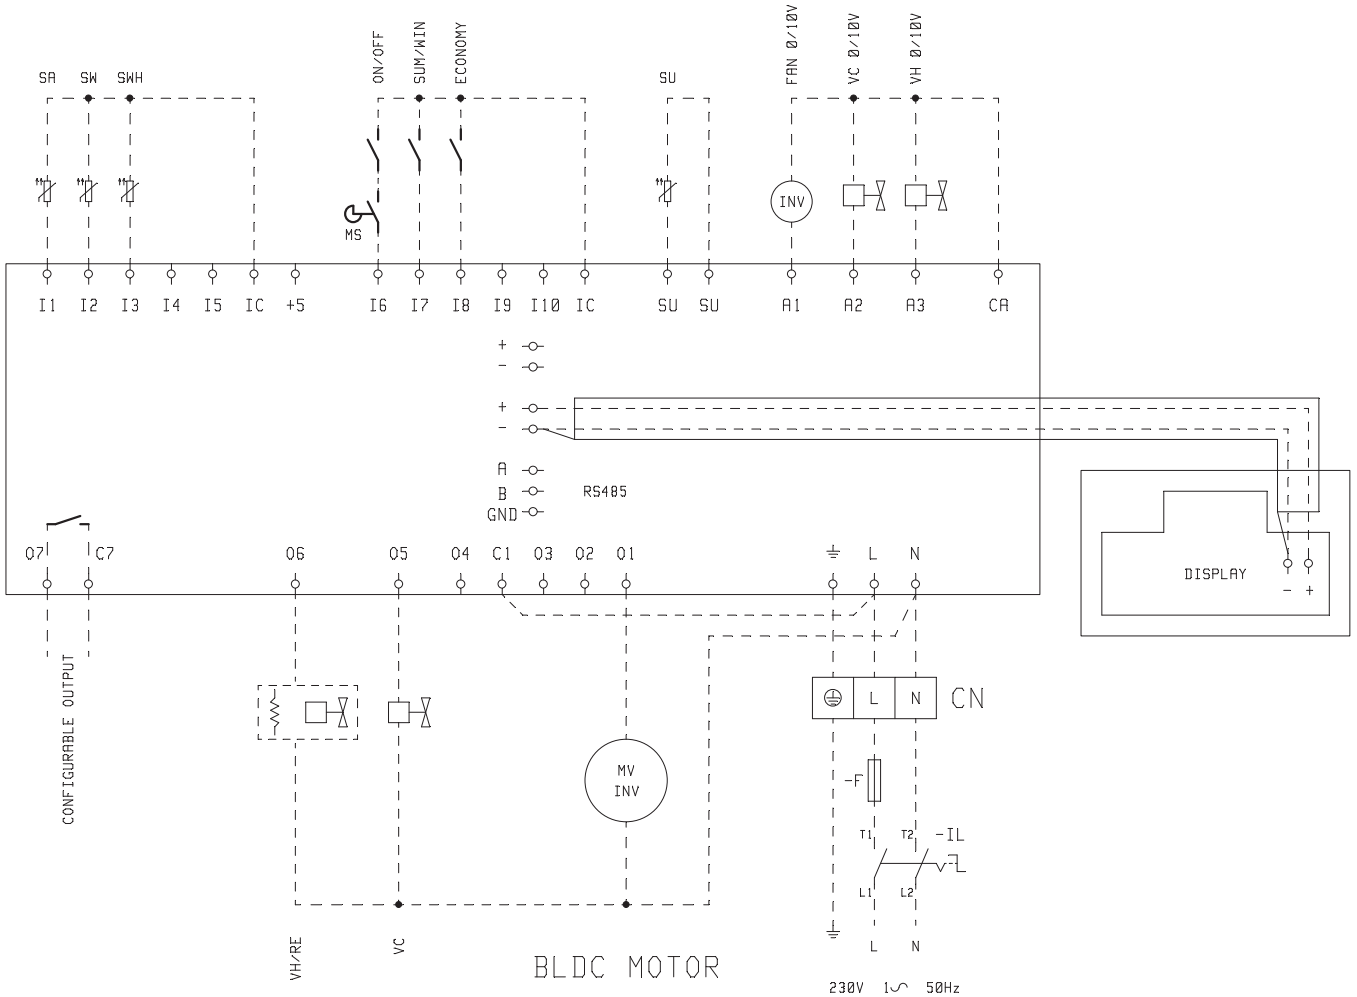 ON/OFF
SUM/WIN
ECONOMY
FAN 0/10V
VC 0/10V
VH 0/10V
SA SW SWH
SU
INV
MS
I1 I2 I3 I4 I5 IC +5 I6 I7 I8 I9 I10 IC SU SU A1 A2 A3 CA
+
-
+
-
A
B RS485
GND
O7 C7 O6 O5 O4 C1 O3 O2 O1 L N
DISPLAY
- +
CONFIGURABLE OUTPUT
L N CN
MV
INV
-F
T1 T2 -IL
L1 L2
VH/RE
VC
L N
BLDC MOTOR
230V 1 50Hz